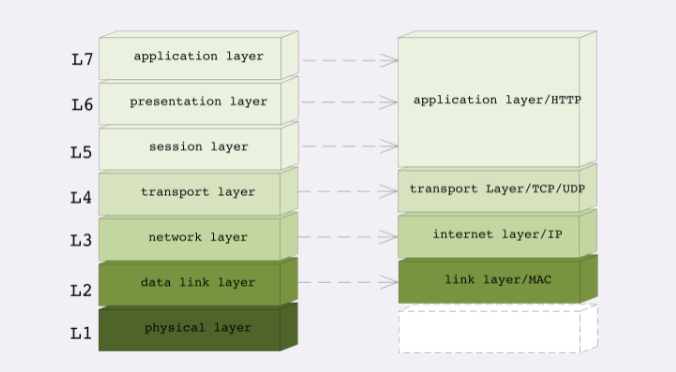 L7 application layer
L6 presentation layer
application layer/HTTP
L5 session layer
L4 transport layer
transport Layer/TCP/UDP
L3 network layer
internet layer/IP
L2 data link layer
link layer/MAC
L1 physical layer